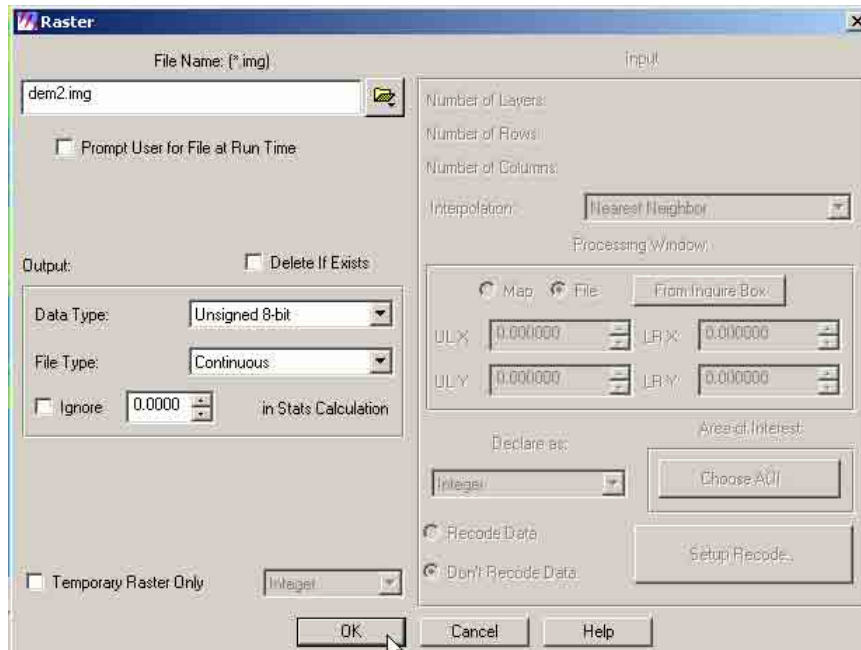 Raster
File Name: (*.img)
dem2.img
Prompt User for File at Run Time
Output:
Delete If Exists
Data Type:
Unsigned 8-bit
File Type:
Continuous
Ignore
0.0000
in Stats Calculation
Temporary Raster Only
Integer
input
Number of Layers:
Number of Rows:
Number of Columns:
Interpolation:
Nearest Neighbor
Processing Window:
Map
File
From Inquire Box
UL X
0.000000
LR X:
0.000000
UL Y
0.000000
LR Y:
0.000000
Declare as:
Integer
Area of Interest:
Choose AOI
Recode Data
Don't Recode Data
Setup Recode..
OK
Cancel
Help